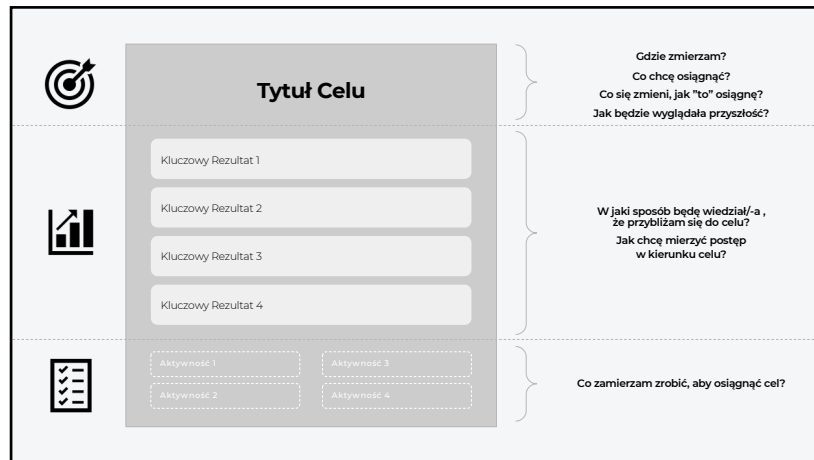 Tytuł Celu
Gdzie zmierzam?
Co chcę osiągnąć?
Co się zmieni, jak ”to” osiągnę?
Jak będzie wyglądała przyszłość?
Kluczowy Rezultat 1
Kluczowy Rezultat 2
Kluczowy Rezultat 3
Kluczowy Rezultat 4
W jaki sposób będę wiedział/-a ,
że przybliżam się do celu?
Jak chcę mierzyć postęp
w kierunku celu?
Aktywność 1
Aktywność 3
Aktywność 2
Aktywność 4
Co zamierzam zrobić, aby osiągnąć cel?